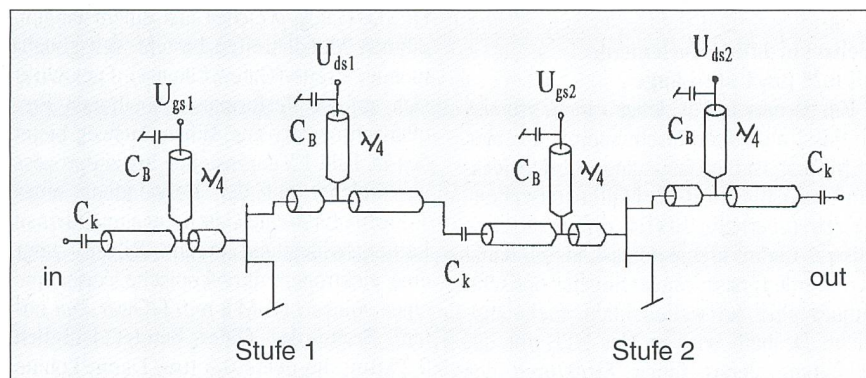 U_ds2
U_ds1
U_gs2
U_gs1
C_B λ/4
C_B λ/4
C_B λ/4
C_B λ/4
C_k
C_k
C_k
in
out
Stufe 1
Stufe 2